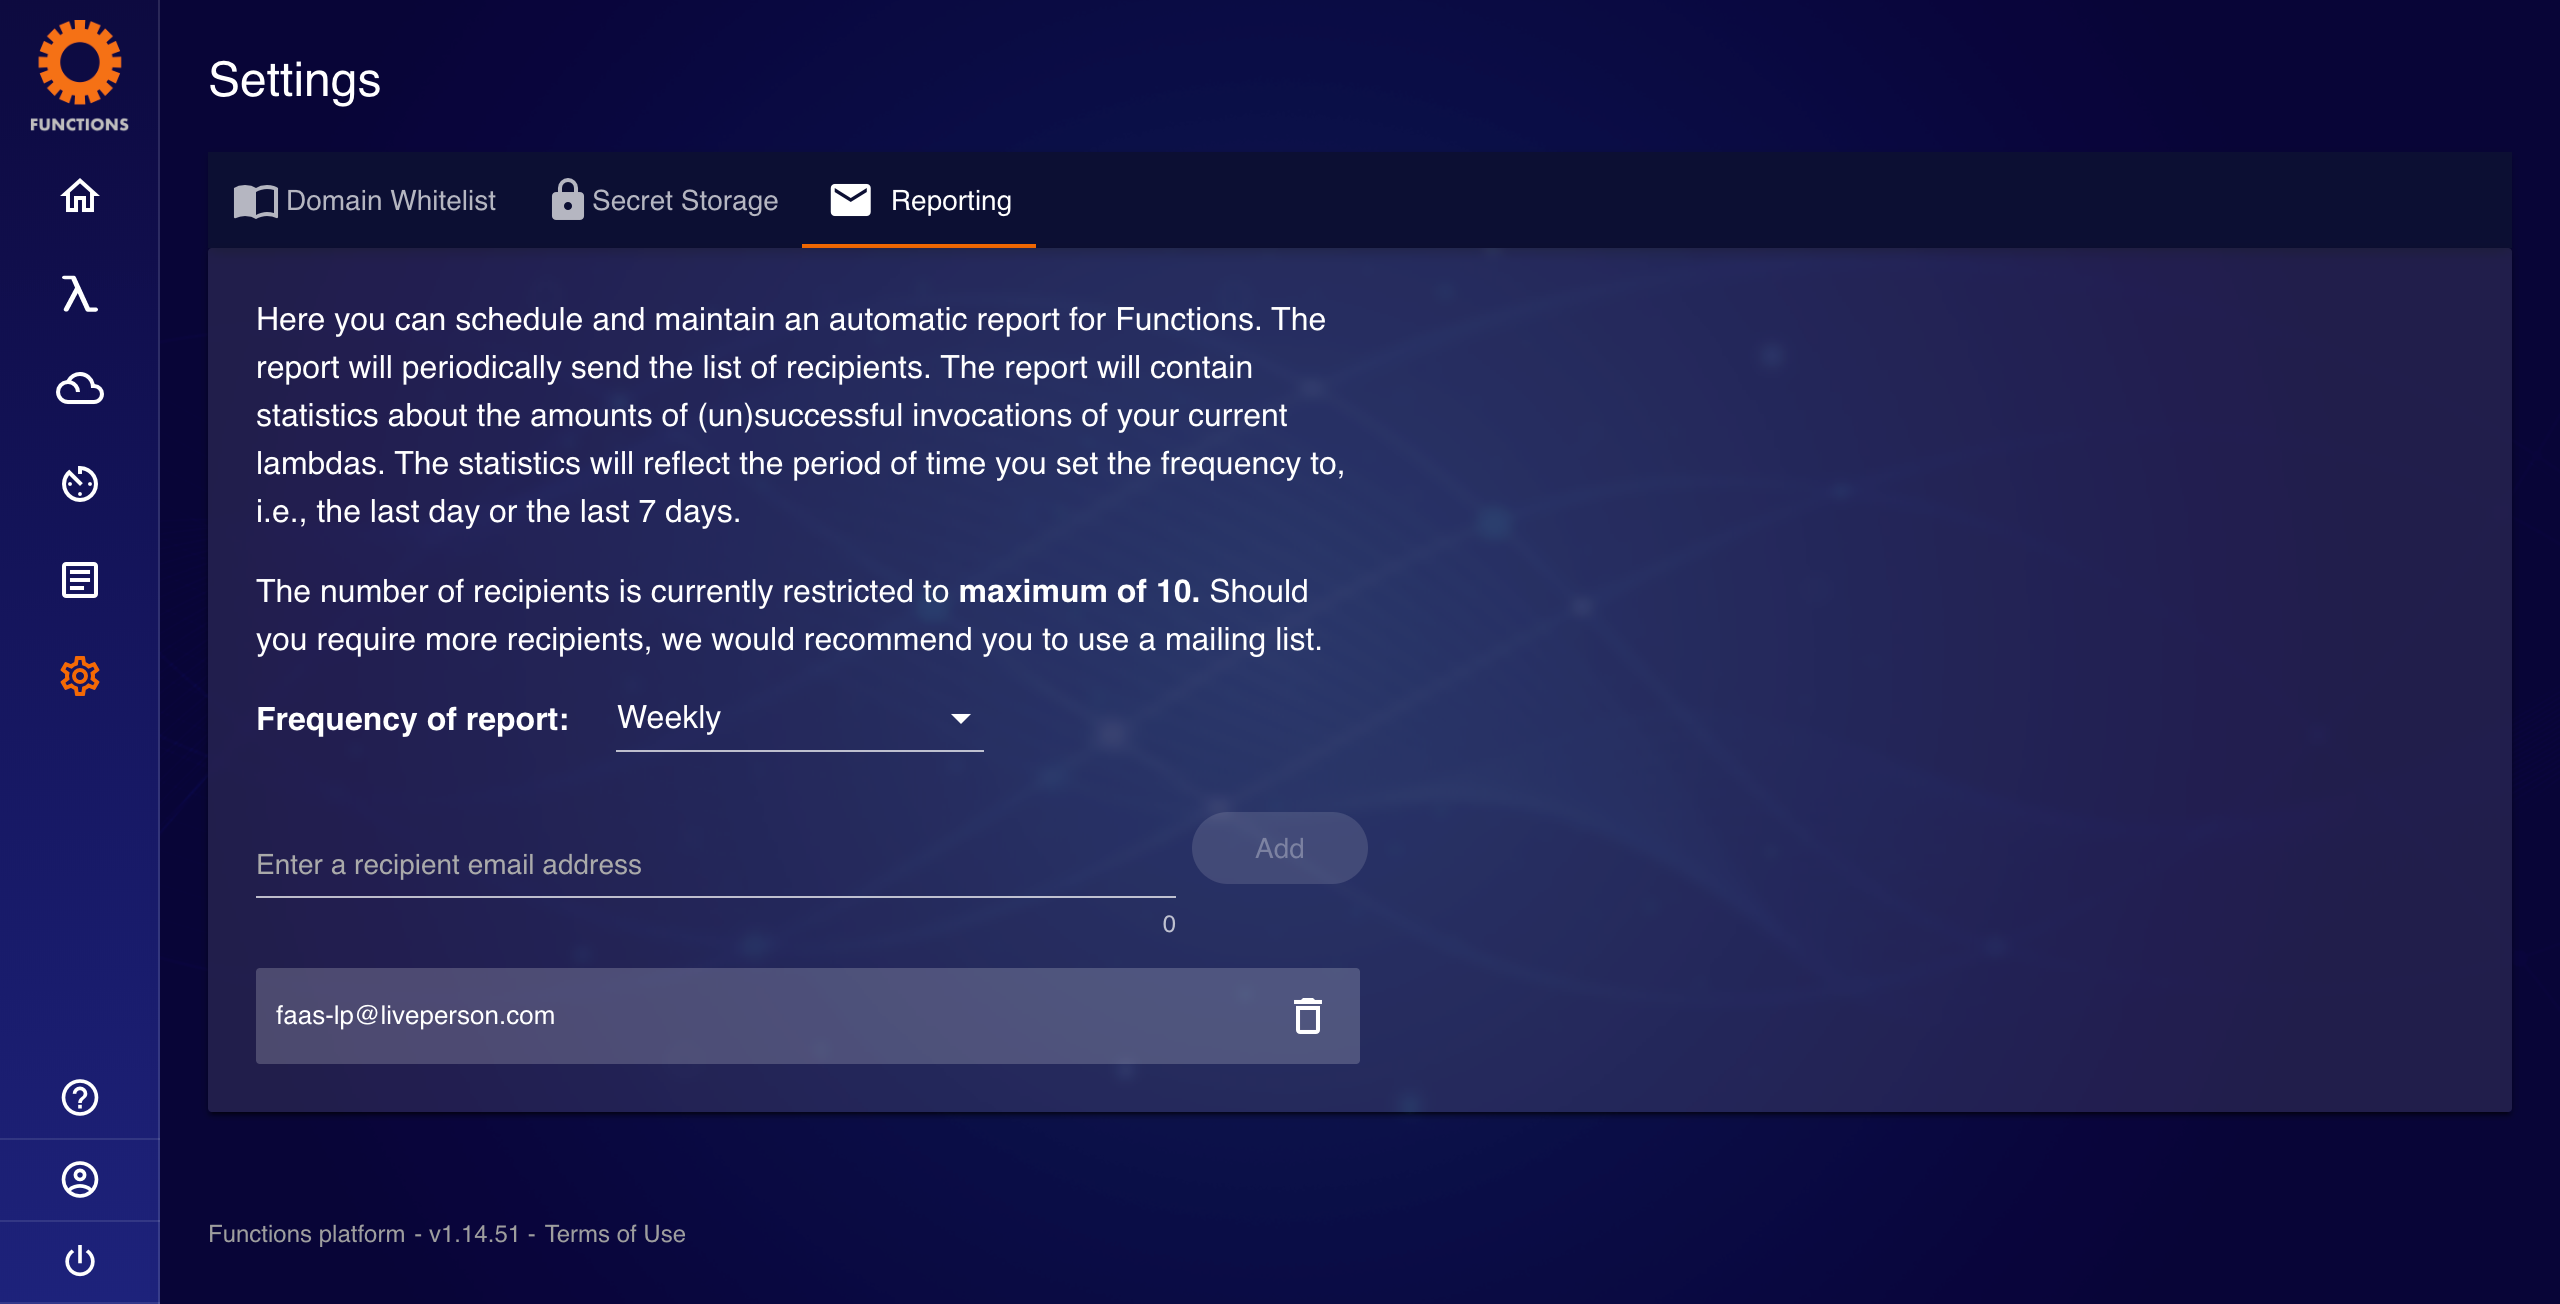 FUNCTIONS
Settings
Domain Whitelist
Secret Storage
Reporting
Here you can schedule and maintain an automatic report for Functions. The
report will periodically send the list of recipients. The report will contain
statistics about the amounts of (un)successful invocations of your current
lambdas. The statistics will reflect the period of time you set the frequency to,
i.e., the last day or the last 7 days.
The number of recipients is currently restricted to maximum of 10. Should
you require more recipients, we would recommend you to use a mailing list.
Frequency of report: Weekly
Enter a recipient email address
Add
0
faas-lp@liveperson.com
Functions platform - v1.14.51 - Terms of Use